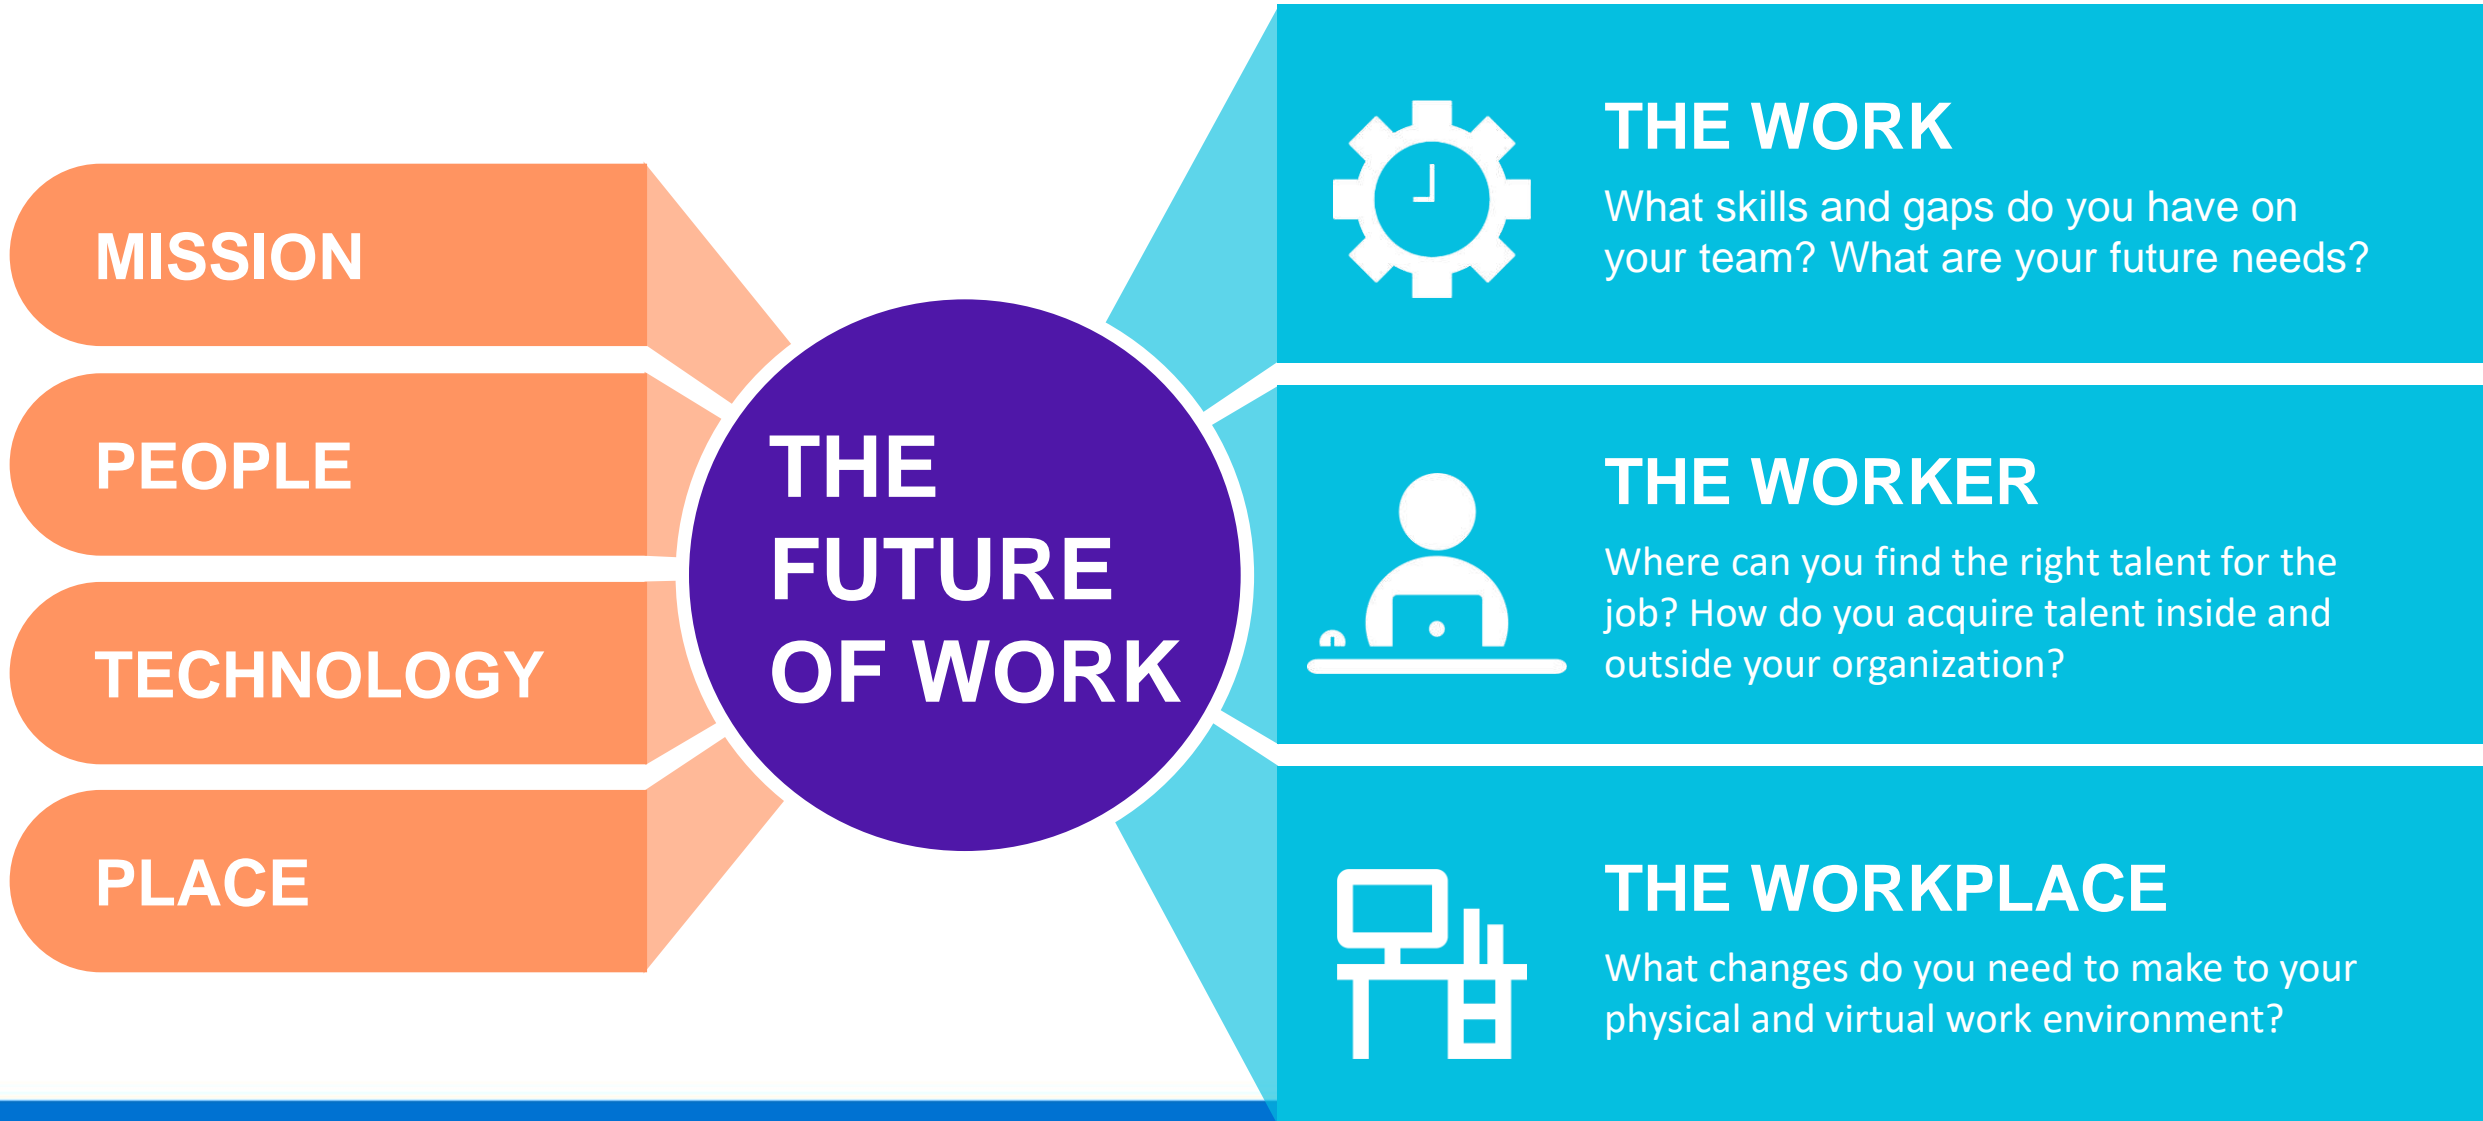 MISSION
PEOPLE
TECHNOLOGY
PLACE
THE
FUTURE
OF WORK
THE WORK
What skills and gaps do you have on
your team? What are your future needs?
THE WORKER
Where can you find the right talent for the
job? How do you acquire talent inside and
outside your organization?
THE WORKPLACE
What changes do you need to make to your
physical and virtual work environment?